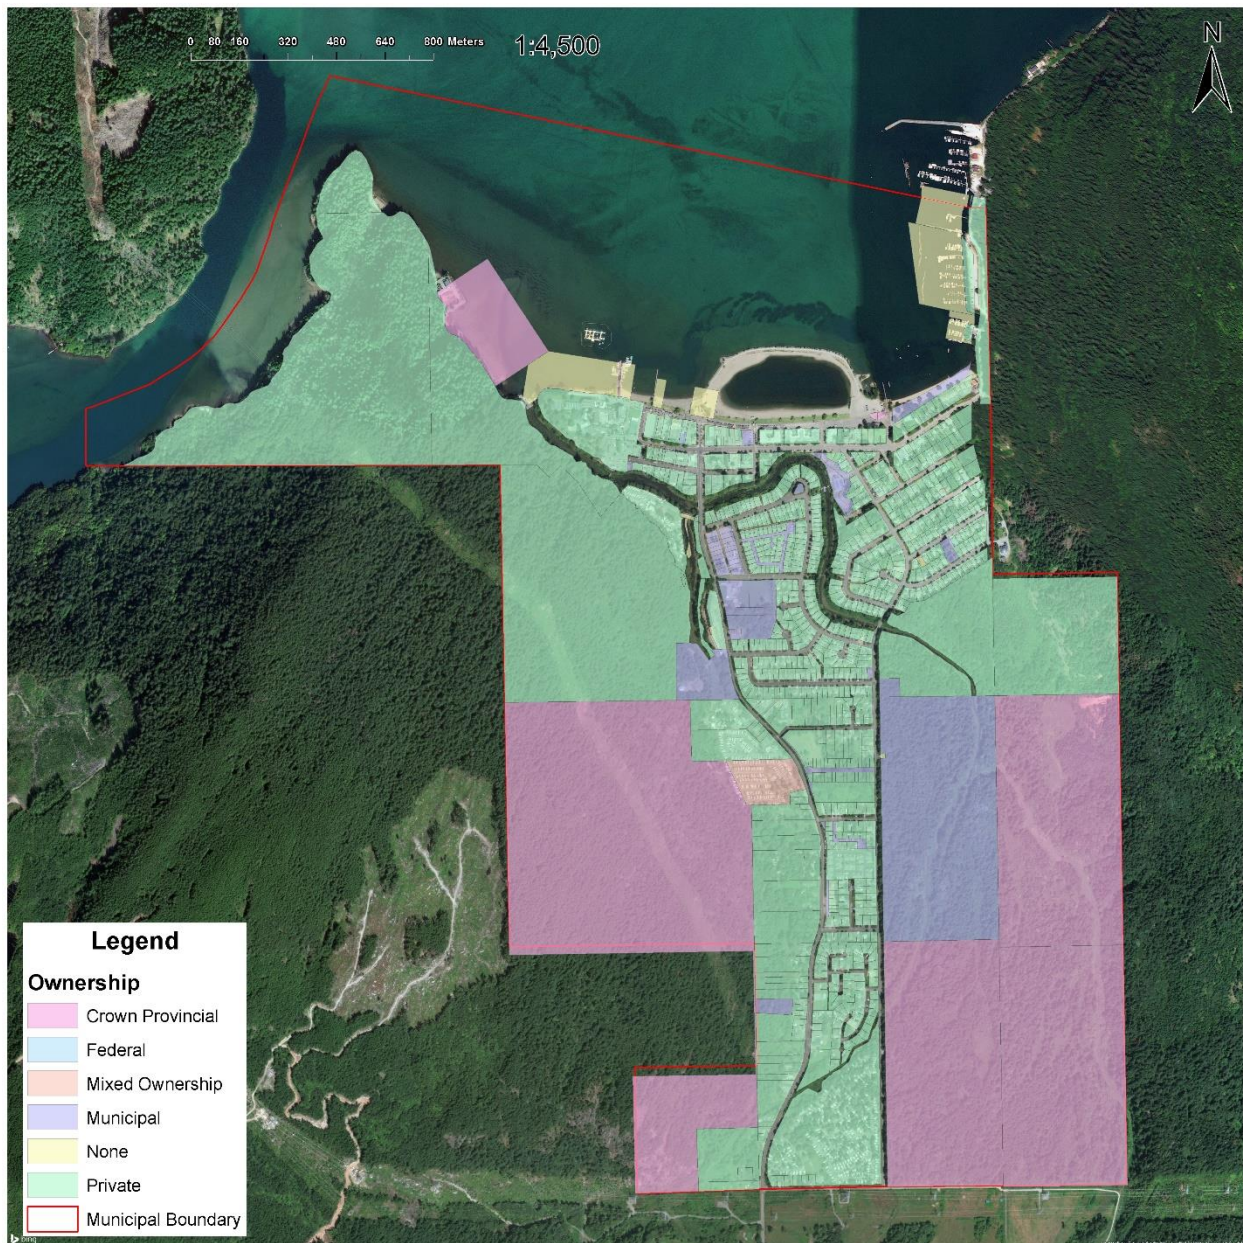 0 80 160 320 480 640 800 Meters
1:4,500
N
Legend
Ownership
Crown Provincial
Federal
Mixed Ownership
Municipal
None
Private
Municipal Boundary
bing